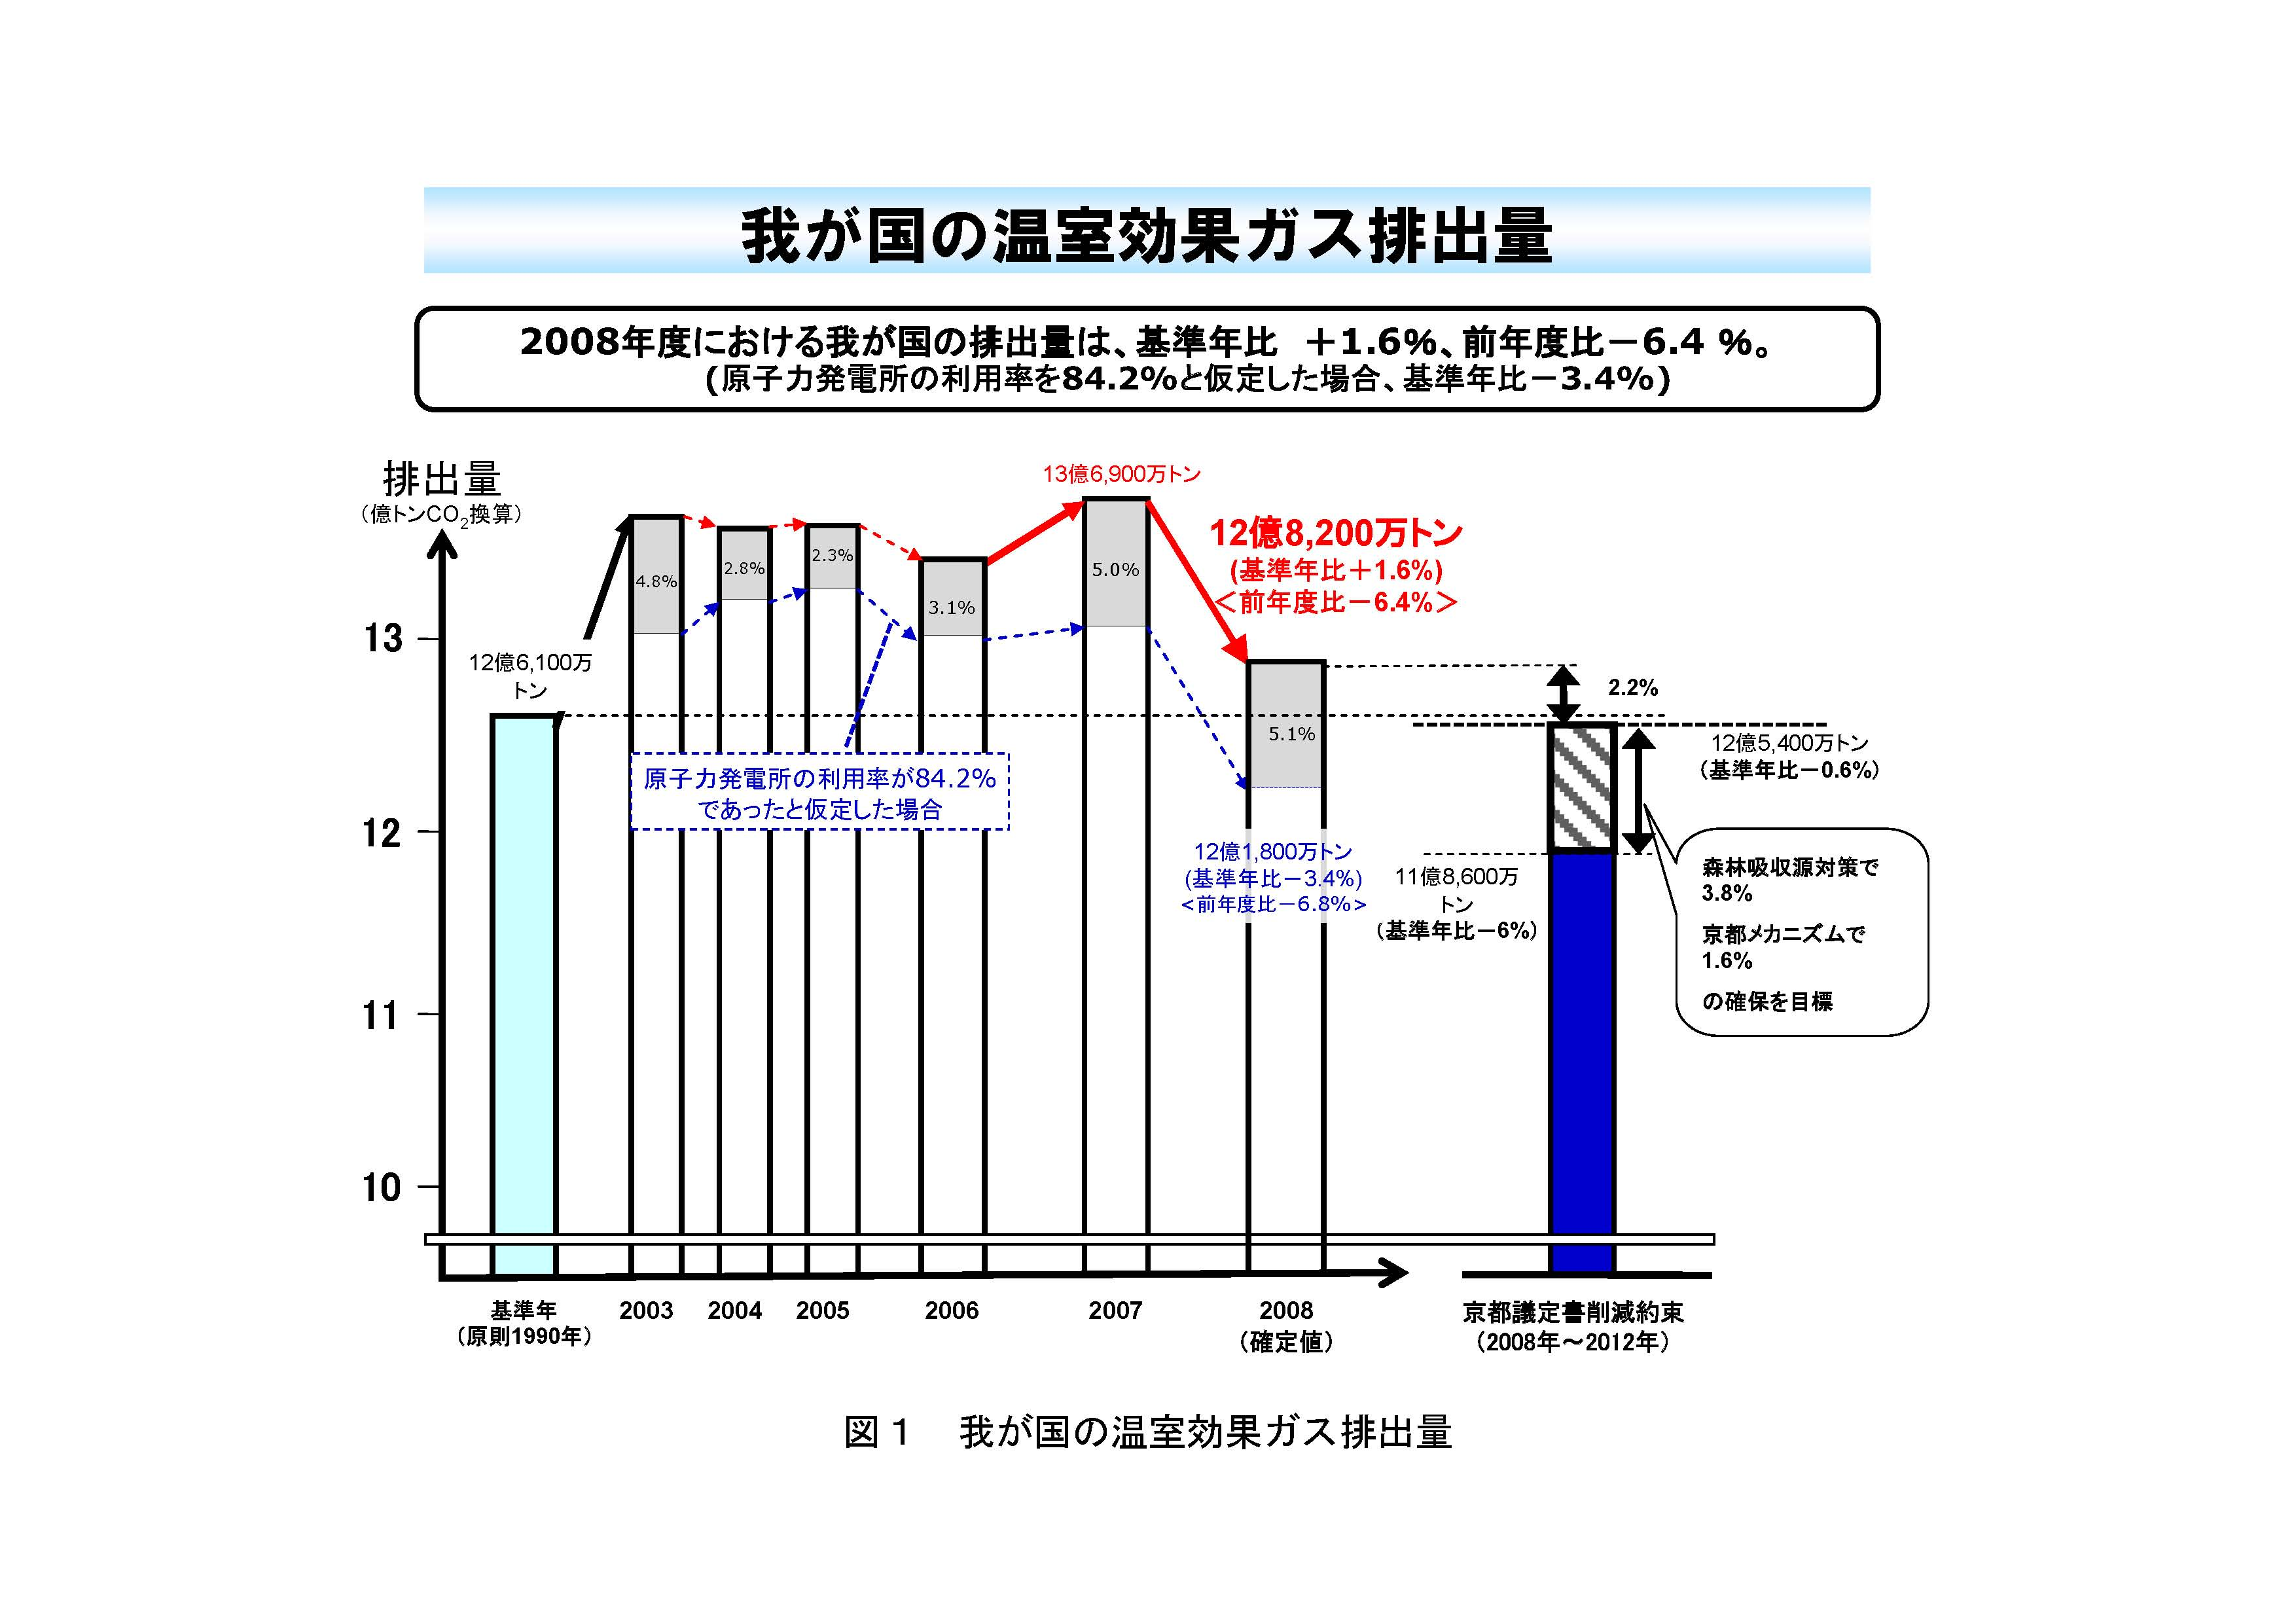 我が国の温室効果ガス排出量
2008年度における我が国の排出量は、基準年比　＋1.6%、前年度比－6.4 %。
(原子力発電所の利用率を84.2%と仮定した場合、基準年比－3.4%)
排出量
（億トンCO2換算）
13億6,900万トン
12億8,200万トン
(基準年比＋1.6%)
＜前年度比－6.4%＞
4.8%
2.8%
2.3%
3.1%
5.0%
5.1%
13
12
11
10
12億6,100万
トン
原子力発電所の利用率が84.2%
であったと仮定した場合
12億1,800万トン
(基準年比－3.4%)
<前年度比－6.8%>
2.2%
12億5,400万トン
（基準年比－0.6%）
11億8,600万
トン
（基準年比－6%）
森林吸収源対策で
3.8%
京都メカニズムで
1.6%
の確保を目標
基準年
（原則1990年）
2003
2004
2005
2006
2007
2008
（確定値）
京都議定書削減約束
（2008年～2012年）
図１　我が国の温室効果ガス排出量